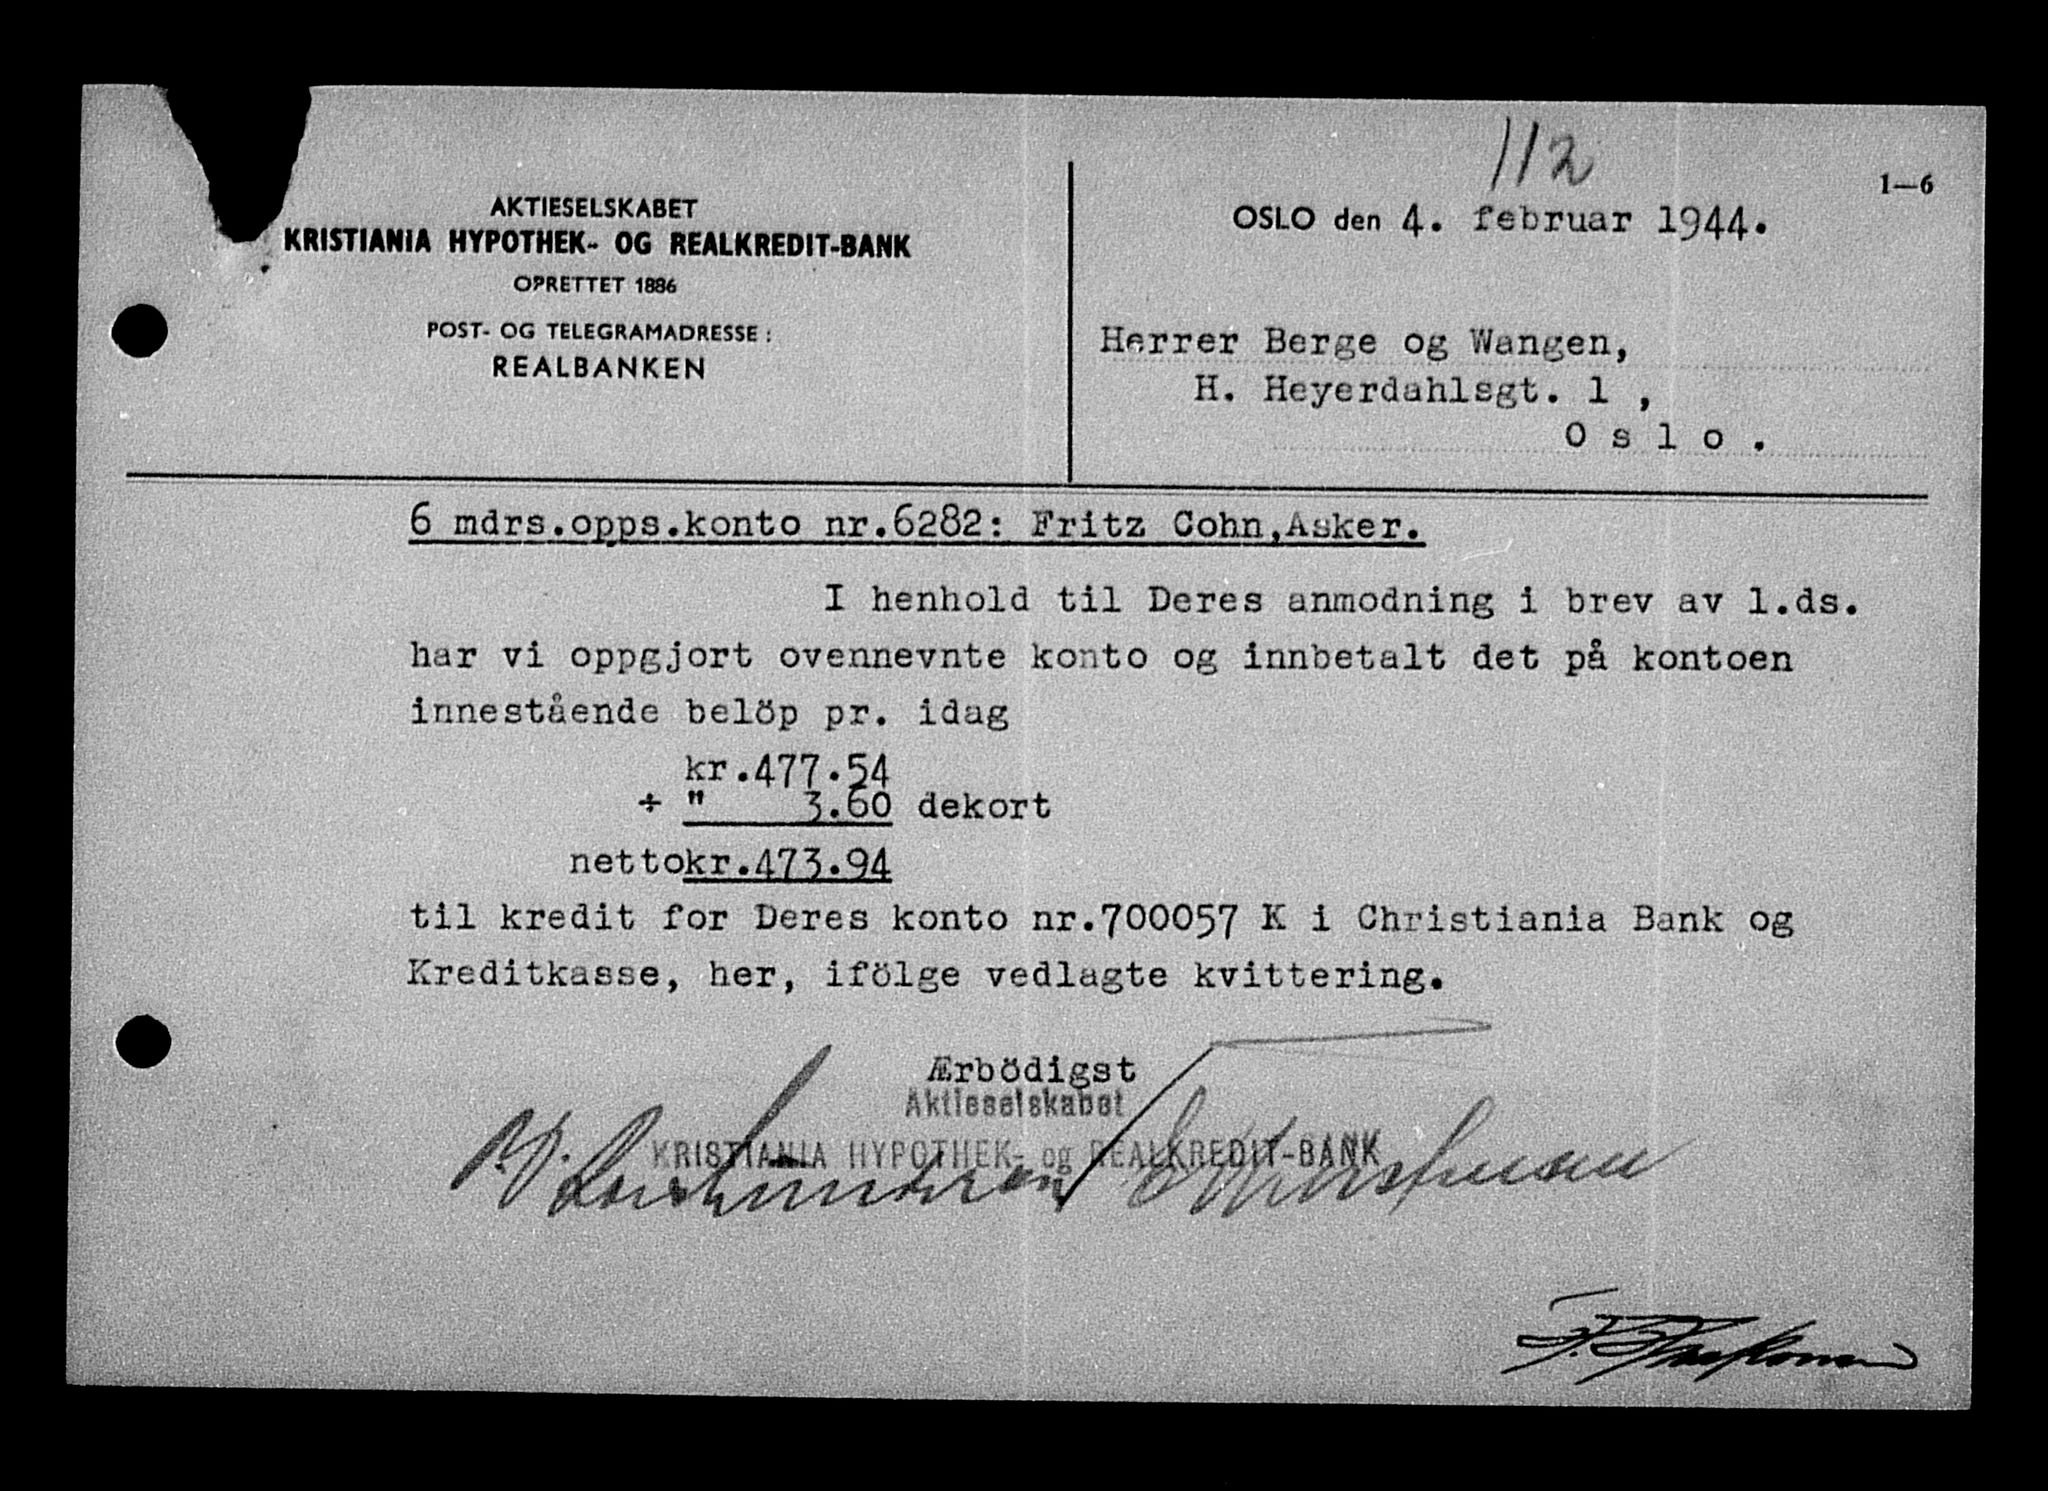 112
1—6
AKTIESELSKABET
KRISTIANIA HYPOTHEK- OG REALKREDIT-BANK
OPRETTET 1886
POST- OG TELEGRAMADRESSE:
REALBANKEN
OSLO den 4. februar 1944.
Herrer Berge og Wangen,
H. Heyerdahlsgt. 1 ,
O s l o .
6 mdrs.opps.konto nr.6282: Fritz Cohn,Asker.
I henhold til Deres anmodning i brev av 1.ds.
har vi oppgjort ovennevnte konto og innbetalt det på kontoen
innestående belöp pr. idag
kr.477.54
÷ " 3.60 dekort
nettokr.473.94
til kredit for Deres konto nr.700057 K i Christiania Bank og
Kreditkasse, her, ifölge vedlagte kvittering.
Ærbödigst
Aktieselskabet
KRISTIANIA HYPOTHEK- og REALKREDIT-BANK